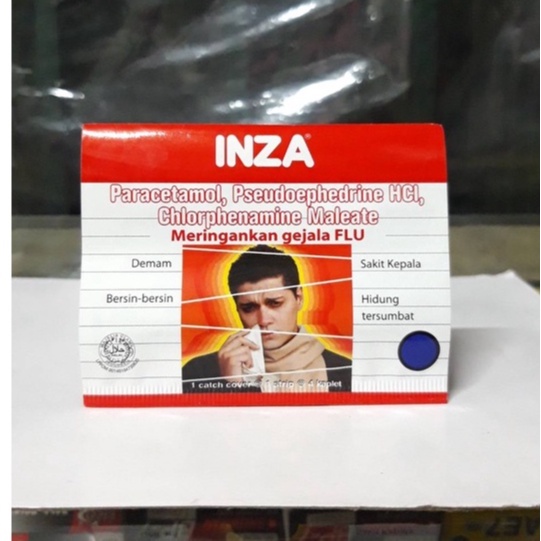 INZA®
Paracetamol, Pseudoephedrine HCl,
Chlorphenamine Maleate
Meringankan gejala FLU
Demam
Sakit Kepala
Bersin-bersin
Hidung
tersumbat
1 catch cover